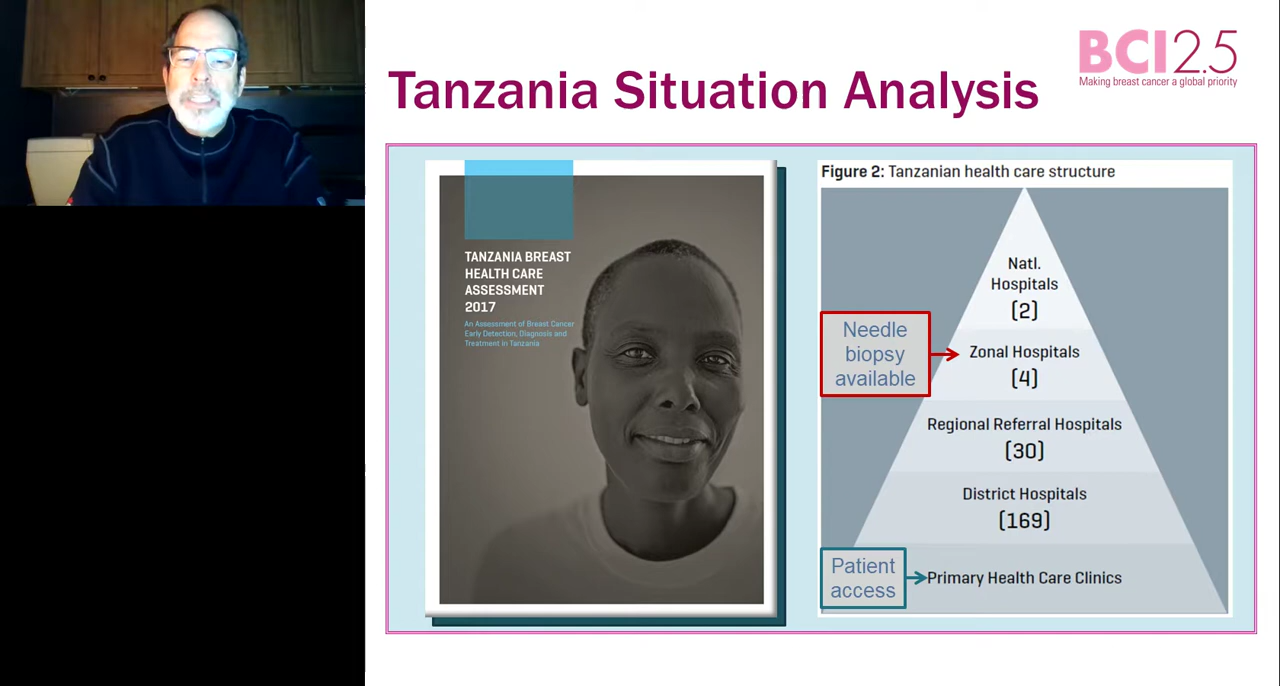 BCI2.5
Making breast cancer a global priority
Tanzania Situation Analysis
TANZANIA BREAST
HEALTH CARE
ASSESSMENT
2017
An Assessment of Breast Cancer
Early Detection, Diagnosis and
Treatment in Tanzania
Figure 2: Tanzanian health care structure
Natl.
Hospitals
(2)
Needle
biopsy
available
Zonal Hospitals
(4)
Regional Referral Hospitals
(30)
District Hospitals
(169)
Patient
access
Primary Health Care Clinics